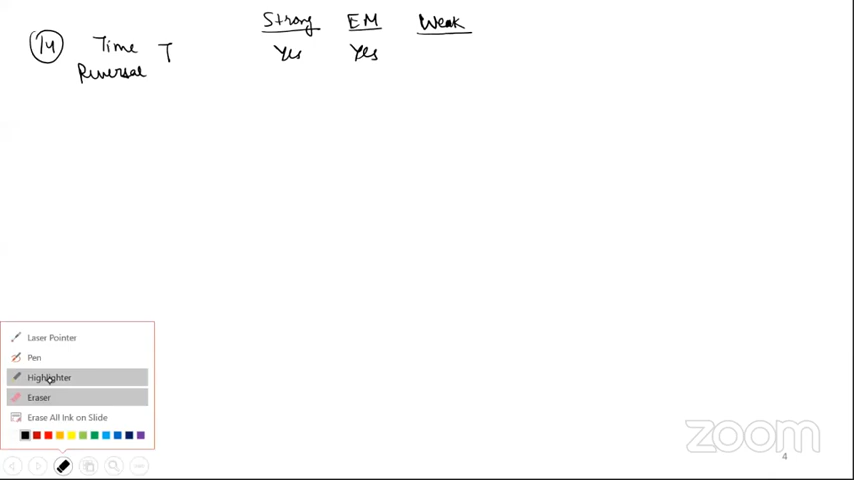 Strong EM Weak
14 Time T Yes Yes
Reversal
Laser Pointer
Pen
Highlighter
Eraser
Erase All Ink on Slide
zoom
4